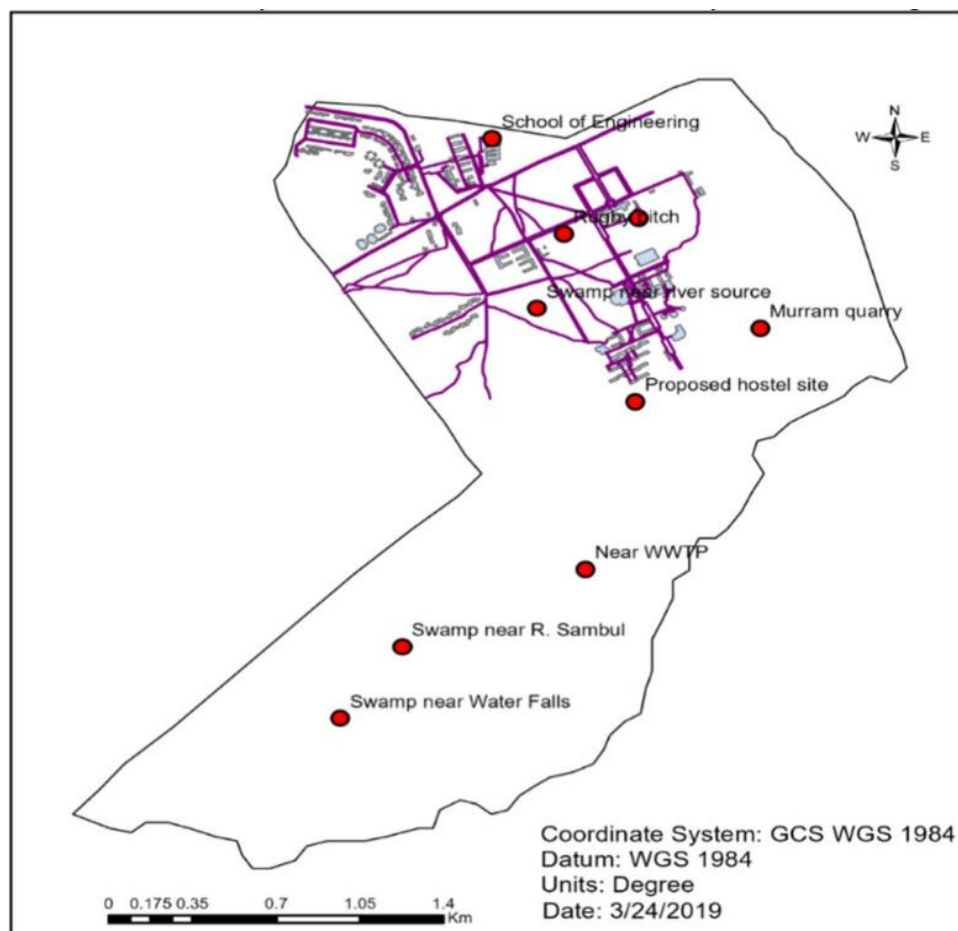 N
W E
S
School of Engineering
Rugby pitch
Swamp near river source
Murram quarry
Proposed hostel site
Near WWTP
Swamp near R. Sambul
Swamp near Water Falls
Coordinate System: GCS WGS 1984
Datum: WGS 1984
Units: Degree
Date: 3/24/2019
0 0.175 0.35 0.7 1.05 1.4
Km